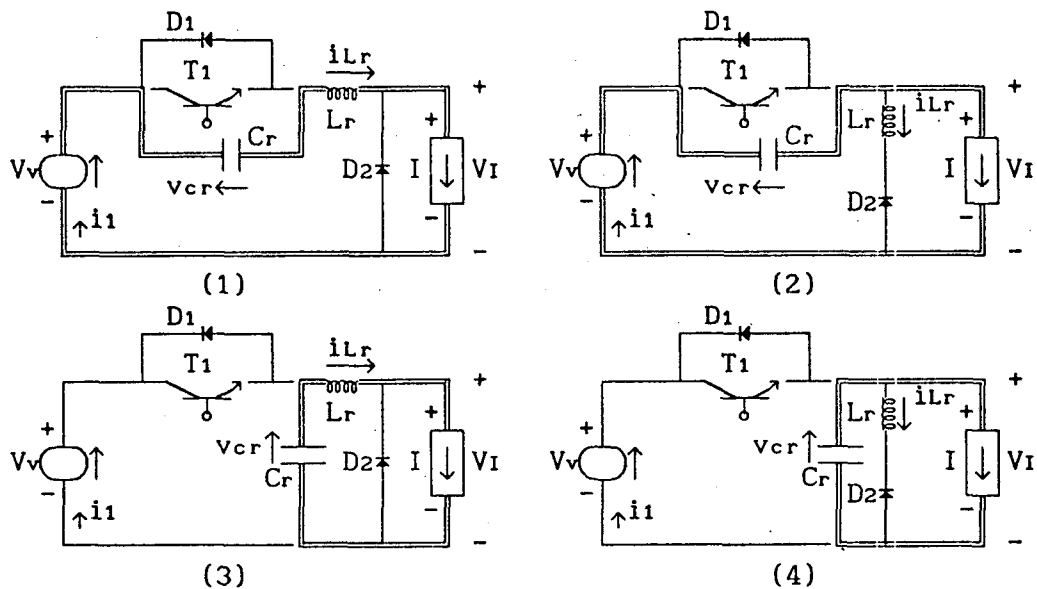 D1
T1
iLr
Lr
+
+
+
Vv
Cr
vcr
D2
I
VI
-
i1
-
-
(1)
D1
T1
iLr
Lr
+
+
+
Vv
Cr
vcr
D2
I
VI
-
i1
-
-
(2)
D1
T1
iLr
Lr
+
+
+
Vv
vcr
Cr
D2
I
VI
-
i1
-
-
(3)
D1
T1
iLr
Lr
+
+
+
Vv
vcr
Cr
D2
I
VI
-
i1
-
-
(4)